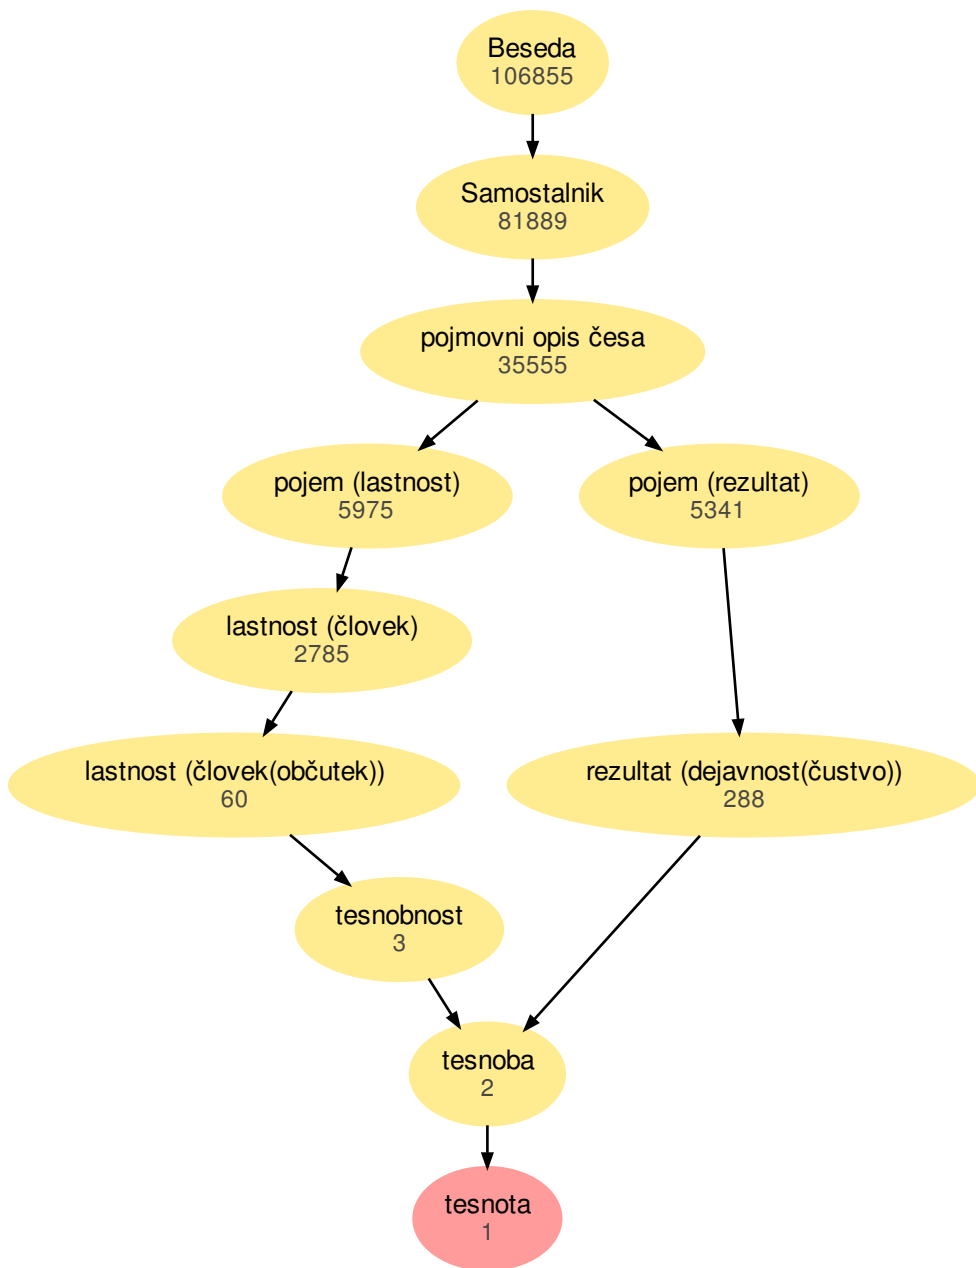 Beseda
106855
Samostalnik
81889
pojmovni opis česa
35555
pojem (lastnost)
5975
pojem (rezultat)
5341
lastnost (človek)
2785
lastnost (človek(občutek))
60
rezultat (dejavnost(čustvo))
288
tesnobnost
3
tesnoba
2
tesnota
1